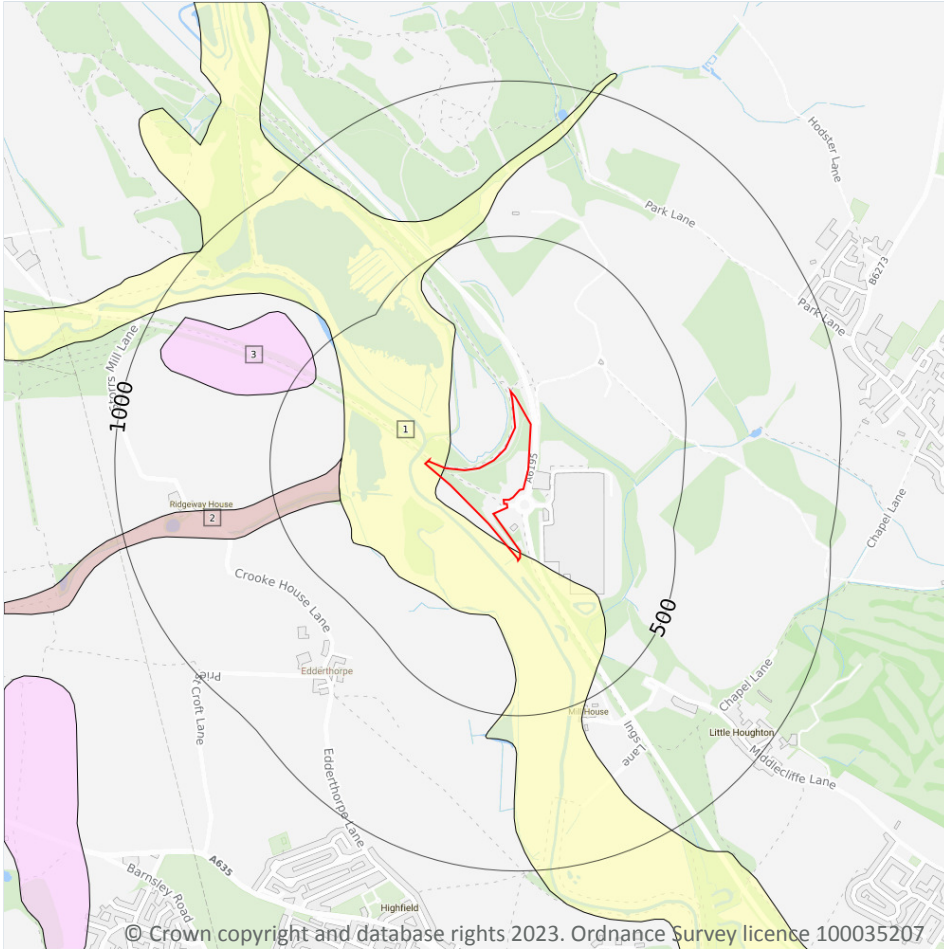 Hodster Lane
Park Lane
B6273
Park Lane
3
1000
1
A6195
Ridgeway House
2
Chapel Lane
Crooke House Lane
500
Edderthorpe
Chapel Lane
Croft Lane
Mill House
Ings Lane
Little Houghton
Middlecliffe Lane
Edderthorpe Lane
A635
Barnsley Road
Highfield
© Crown copyright and database rights 2023. Ordnance Survey licence 100035207